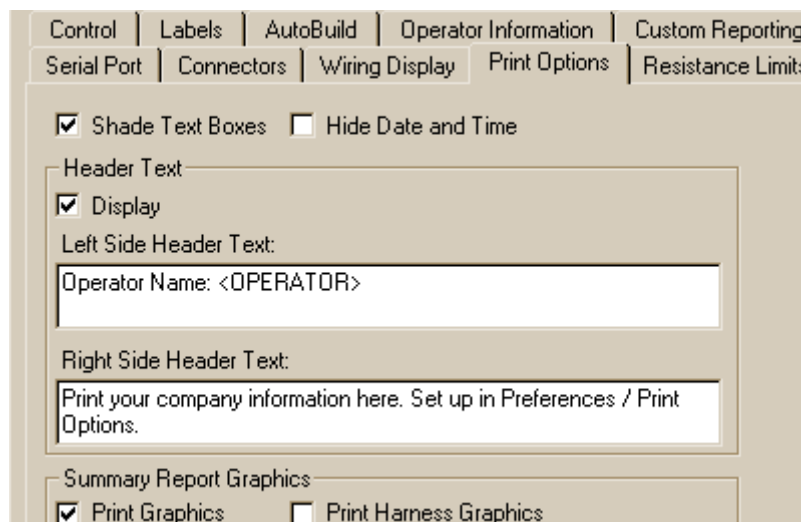 Control Labels AutoBuild Operator Information Custom Reporting
Serial Port Connectors Wiring Display Print Options Resistance Limits
Shade Text Boxes Hide Date and Time
Header Text
Display
Left Side Header Text:
Operator Name: <OPERATOR>
Right Side Header Text:
Print your company information here. Set up in Preferences / Print
Options.
Summary Report Graphics
Print Graphics Print Harness Graphics